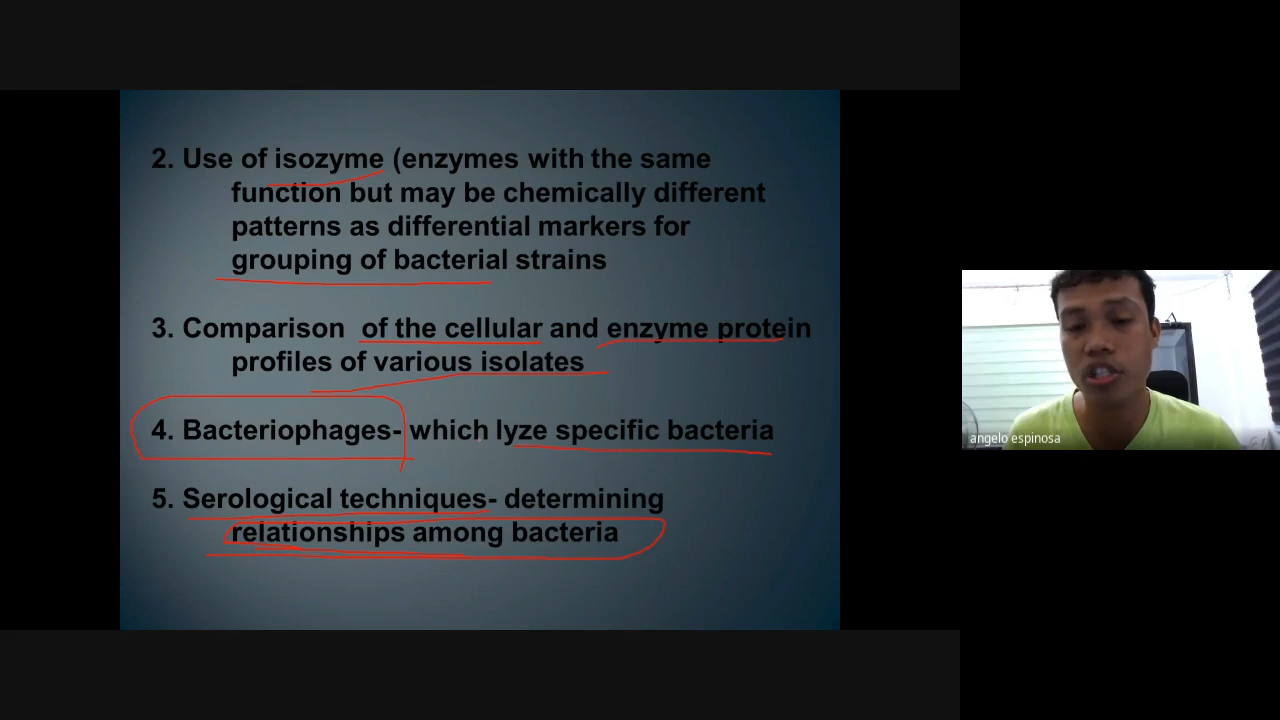 2. Use of isozyme (enzymes with the same
function but may be chemically different
patterns as differential markers for
grouping of bacterial strains
3. Comparison of the cellular and enzyme protein
profiles of various isolates
4. Bacteriophages- which lyze specific bacteria
5. Serological techniques- determining
relationships among bacteria
angelo espinosa